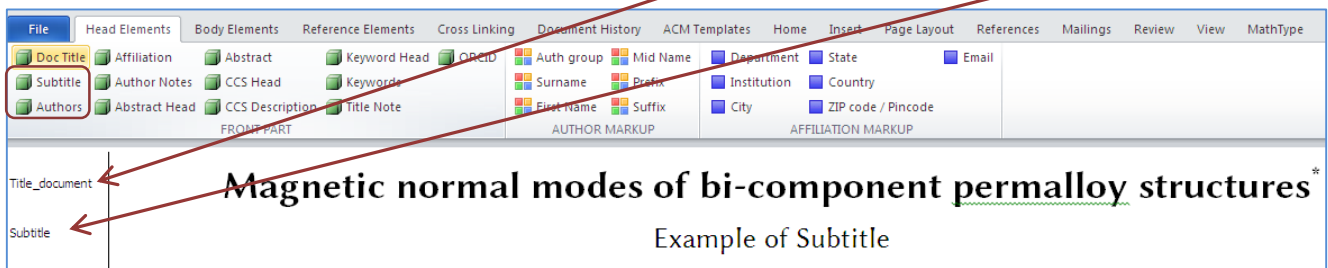 File Head Elements Body Elements Reference Elements Cross Linking Document History ACM Templates Home Insert Page Layout References Mailings Review View MathType
Doc Title Affiliation Abstract Keyword Head ORCID Auth group Mid Name Department State Email
Subtitle Author Notes CCS Head Keywords Surname Prefix Institution Country
Authors Abstract Head CCS Description Title Note First Name Suffix City ZIP code / Pincode
FRONT PART AUTHOR MARKUP AFFILIATION MARKUP
Title_document Magnetic normal modes of bi-component permalloy structures*
Subtitle Example of Subtitle